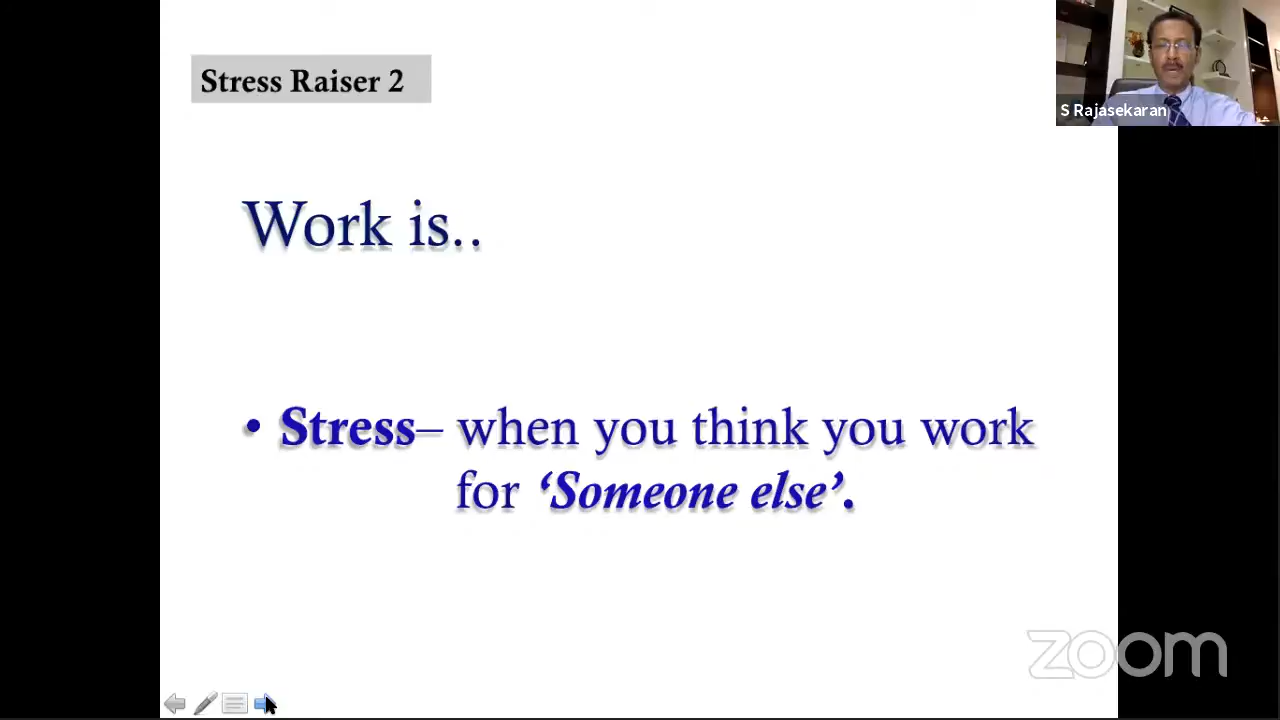 Stress Raiser 2
S Rajasekaran
Work is..
• Stress– when you think you work
for ‘Someone else’.
zoom